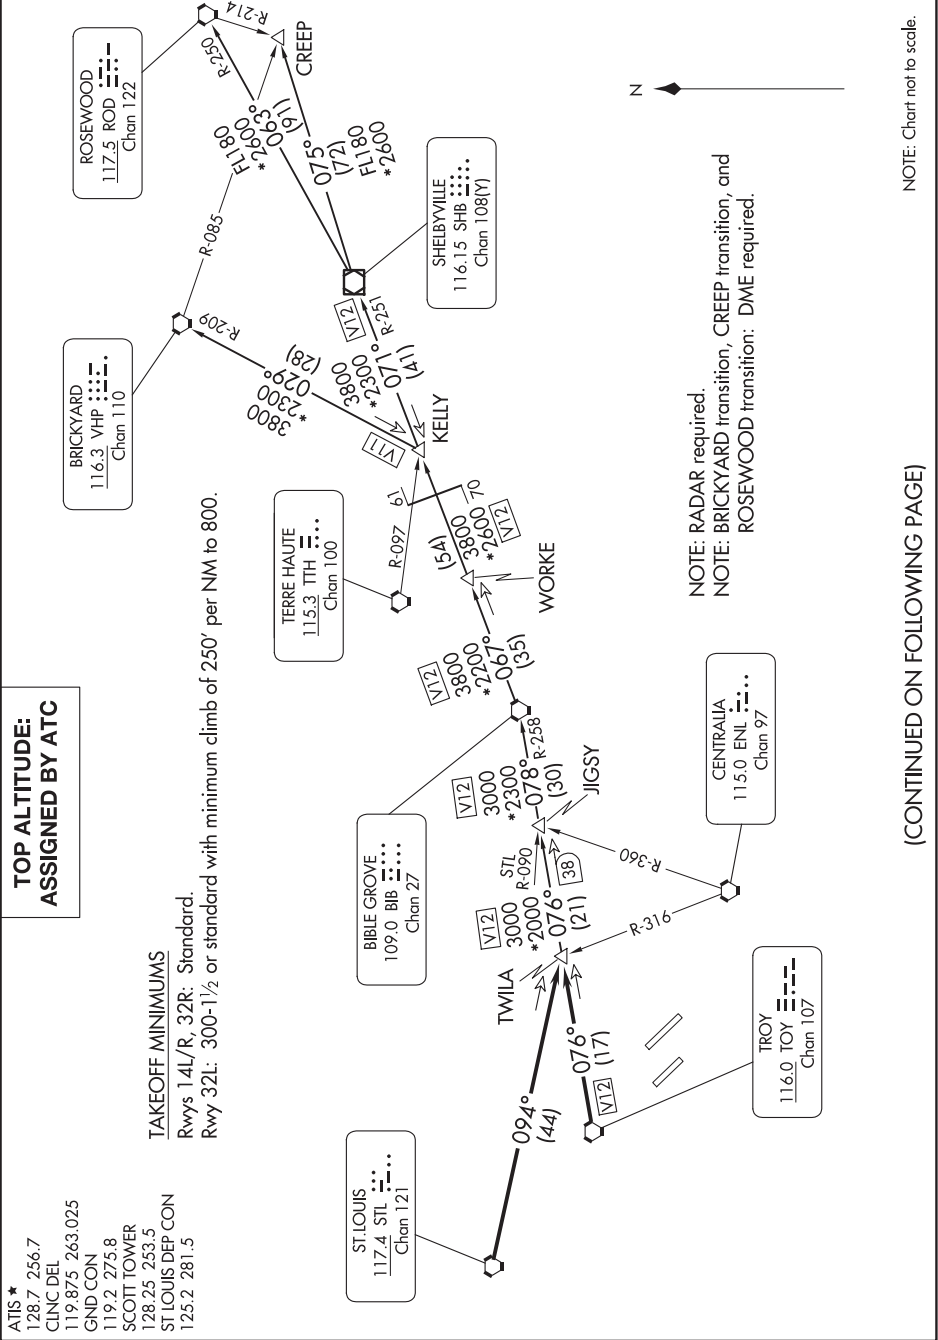 TOP ALTITUDE:
ASSIGNED BY ATC
ATIS ★
128.7 256.7
CLNC DEL
119.875 263.025
GND CON
119.2 275.8
SCOTT TOWER
128.25 253.5
ST LOUIS DEP CON
125.2 281.5
TAKEOFF MINIMUMS
Rwys 14L/R, 32R: Standard.
Rwy 32L: 300-1½ or standard with minimum climb of 250' per NM to 800.
ST.LOUIS
117.4 STL
Chan 121
094°
(44)
TROY
116.0 TOY
Chan 107
V12
076°
(17)
TWILA
V12
3000
*2000
076°
(21)
STL
R-090
38
JIGSY
CENTRALIA
115.0 ENL
Chan 97
R-316
R-360
V12
3000
*2300
078°
(30)
R-258
BIBLE GROVE
109.0 BIB
Chan 27
V12
3800
*2200
067°
(35)
WORKE
(54)
3800
*2600
V12
61
70
TERRE HAUTE
115.3 TTH
Chan 100
R-097
KELLY
V11
3800
*2300
029°
(28)
R-209
BRICKYARD
116.3 VHP
Chan 110
R-085
V12
3800
*2300
071°
(41)
R-251
SHELBYVILLE
116.15 SHB
Chan 108(Y)
FL180
*2600
063°
(91)
R-250
075°
(72)
FL180
*2600
ROSEWOOD
117.5 ROD
Chan 122
R-214
CREEP
N
NOTE: RADAR required.
NOTE: BRICKYARD transition, CREEP transition, and
ROSEWOOD transition: DME required.
NOTE: Chart not to scale.
(CONTINUED ON FOLLOWING PAGE)